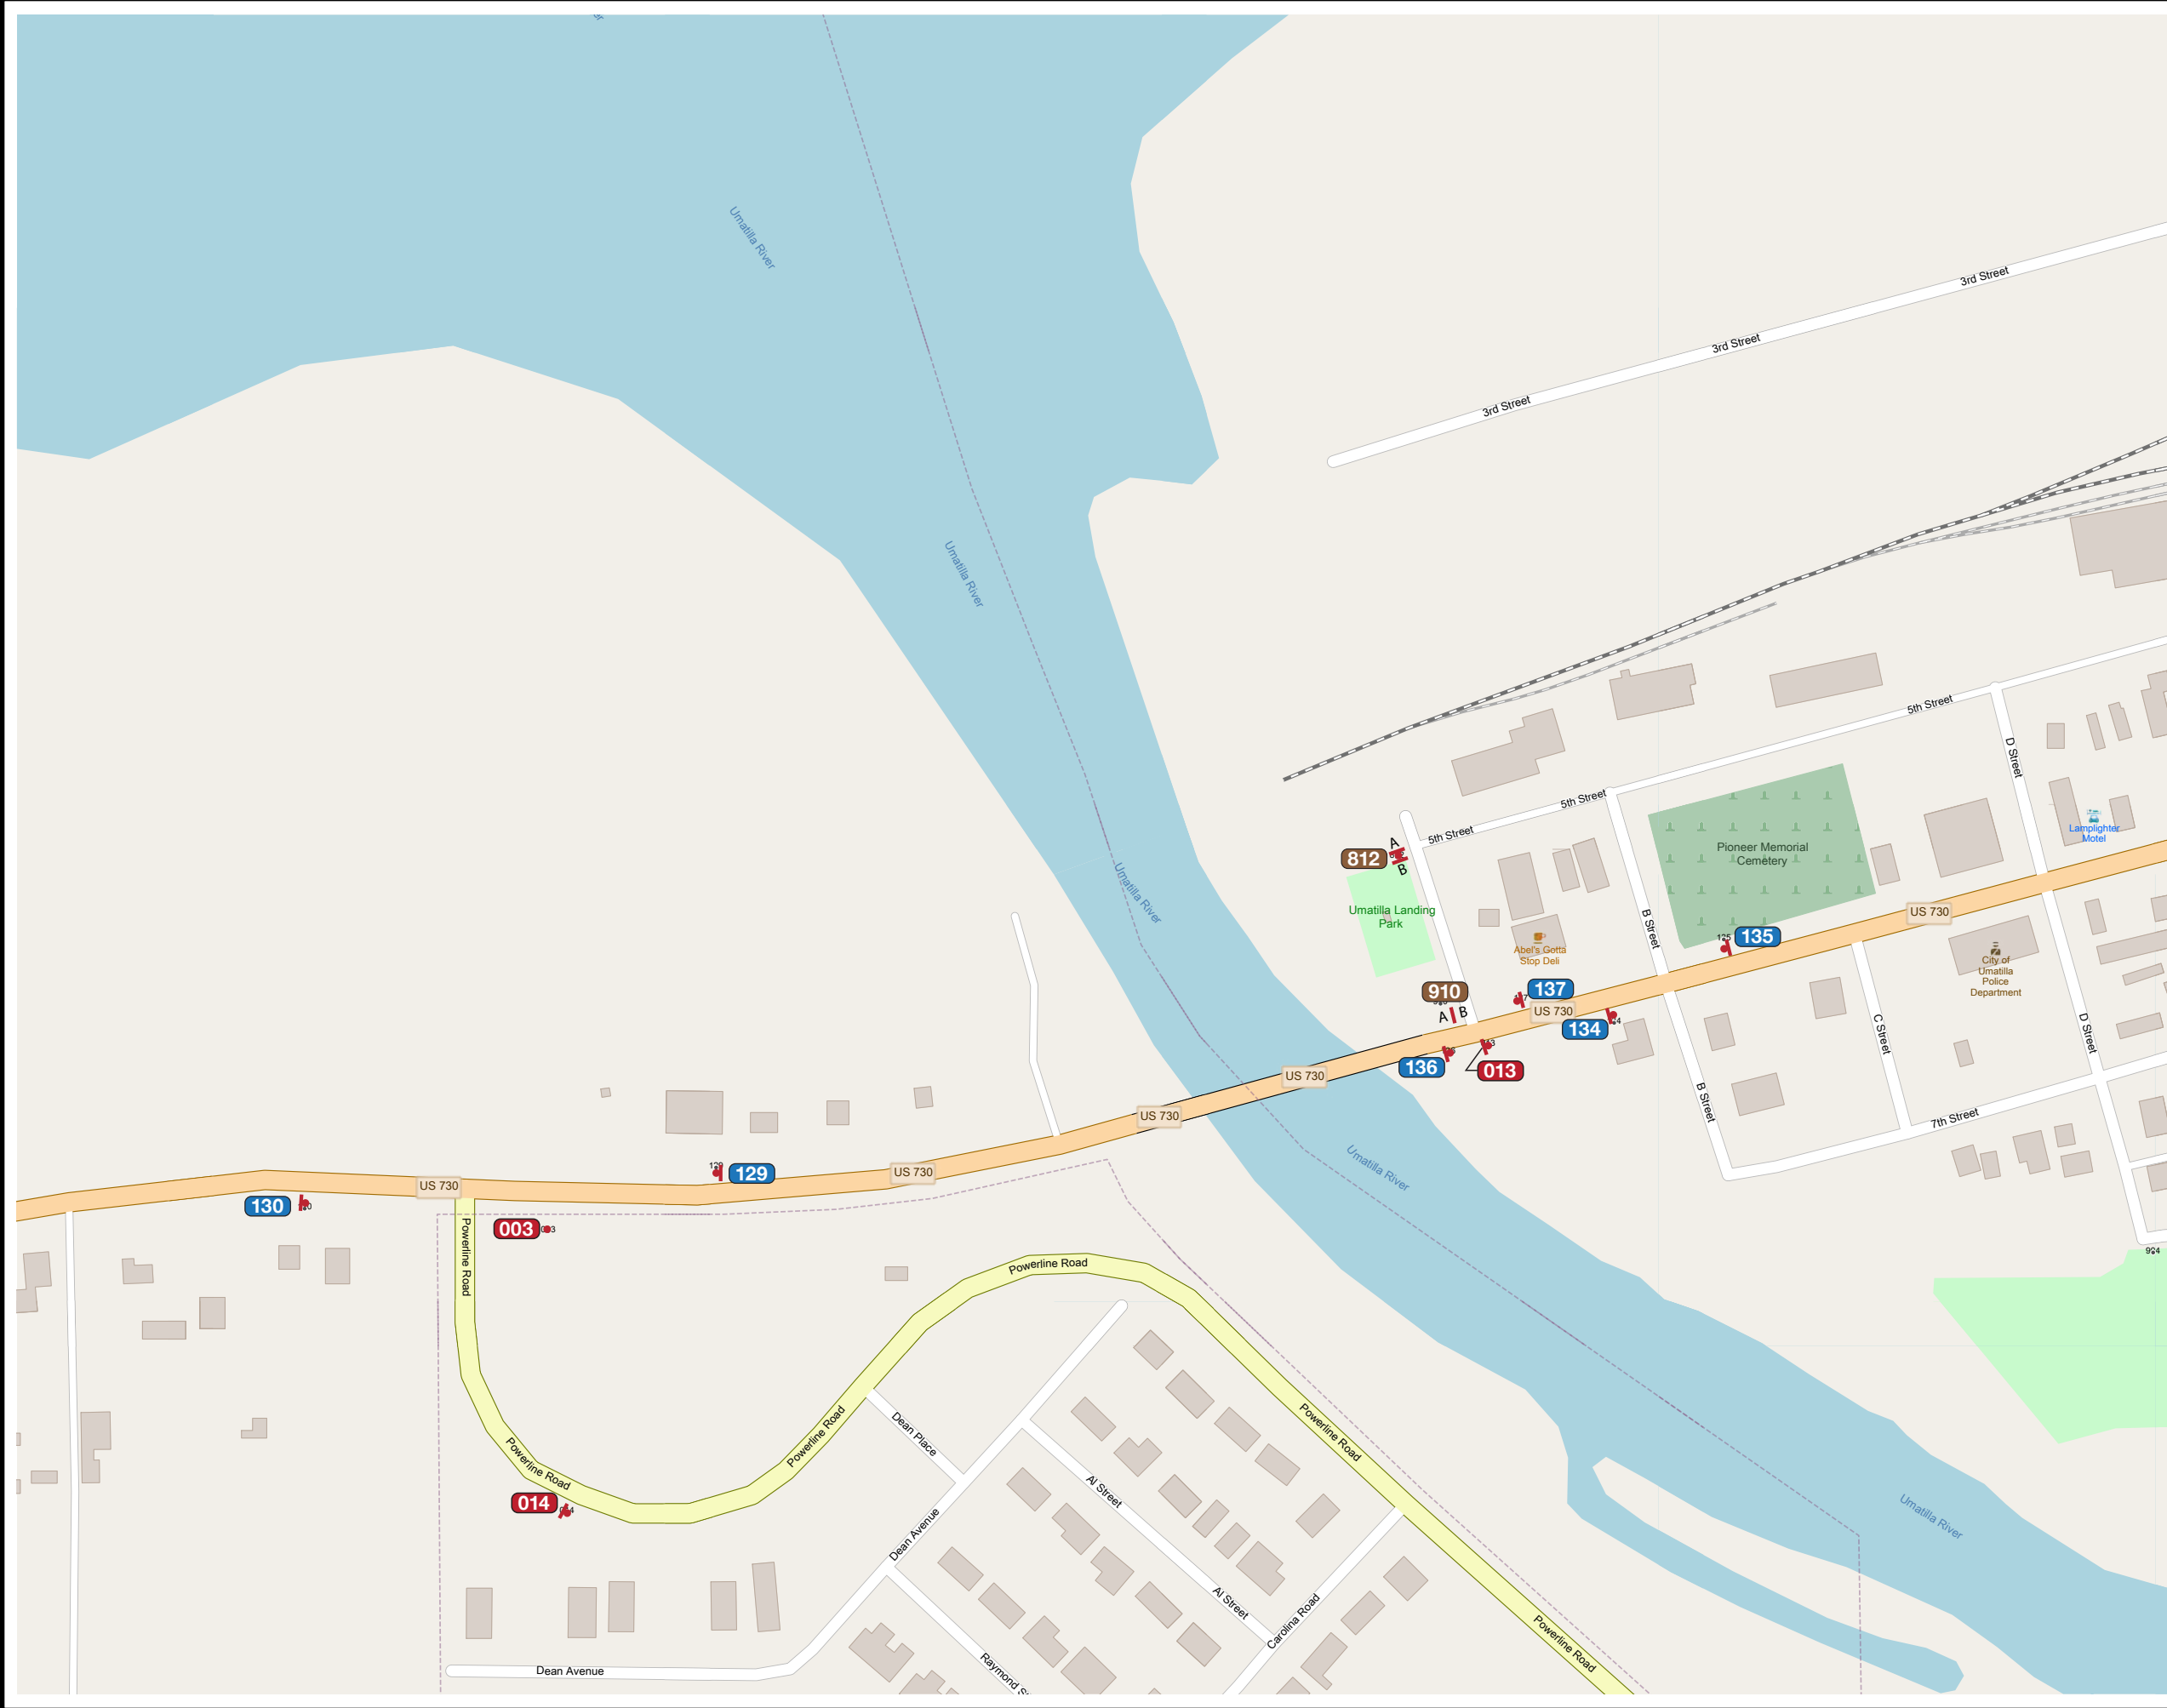 Umatilla River
3rd Street
3rd Street
3rd Street
Umatilla River
5th Street
D Street
5th Street
Lamplighter
Motel
A
5th Street
812
B
Pioneer Memorial
Cemetery
Umatilla River
Umatilla Landing
Park
US 730
B Street
125
135
Abel's Gotta
Stop Deli
City of
Umatilla
Police
Department
910
137
A
B
US 730
134
C Street
D Street
136
013
US 730
B Street
US 730
7th Street
129
129
US 730
US 730
Umatilla River
130
003
Powerline Road
994
Powerline Road
Powerline Road
Powerline Road
Dean Place
Powerline Road
Al Street
014
Umatilla River
Dean Avenue
Al Street
Carolina Road
Powerline Road
Dean Avenue
Raymond S